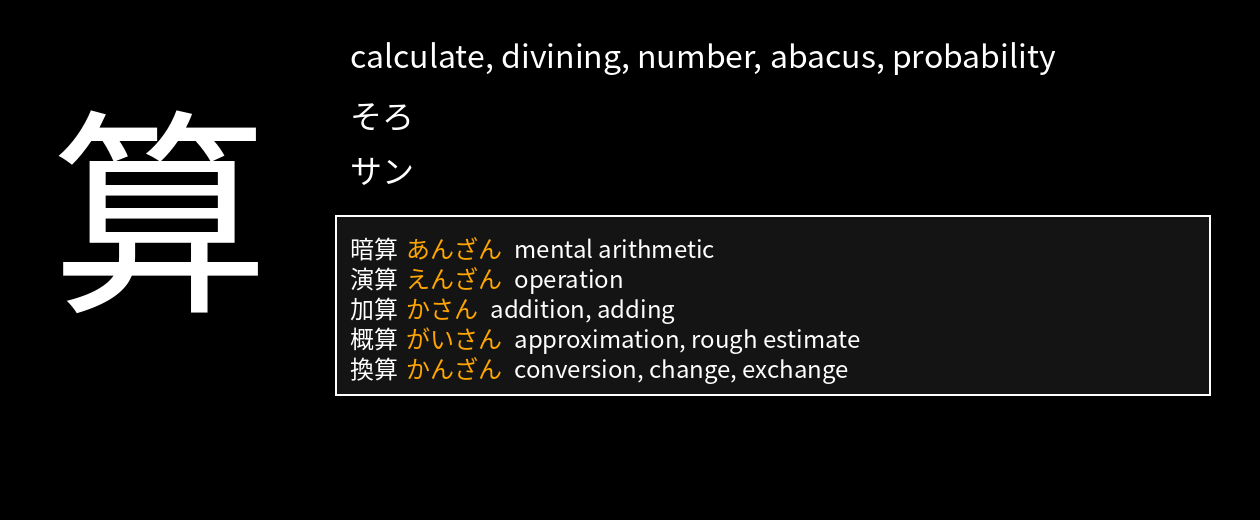 算
calculate, divining, number, abacus, probability
そろ
サン
暗算 あんざん mental arithmetic
演算 えんざん operation
加算 かさん addition, adding
概算 がいさん approximation, rough estimate
換算 かんざん conversion, change, exchange